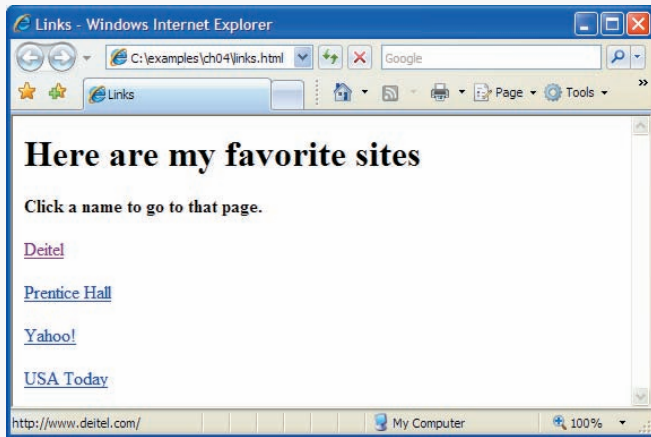 Links - Windows Internet Explorer
C:\examples\ch04\links.html Google
Links Page Tools »
Here are my favorite sites
Click a name to go to that page.
Deitel
Prentice Hall
Yahoo!
USA Today
http://www.deitel.com/ My Computer 100%